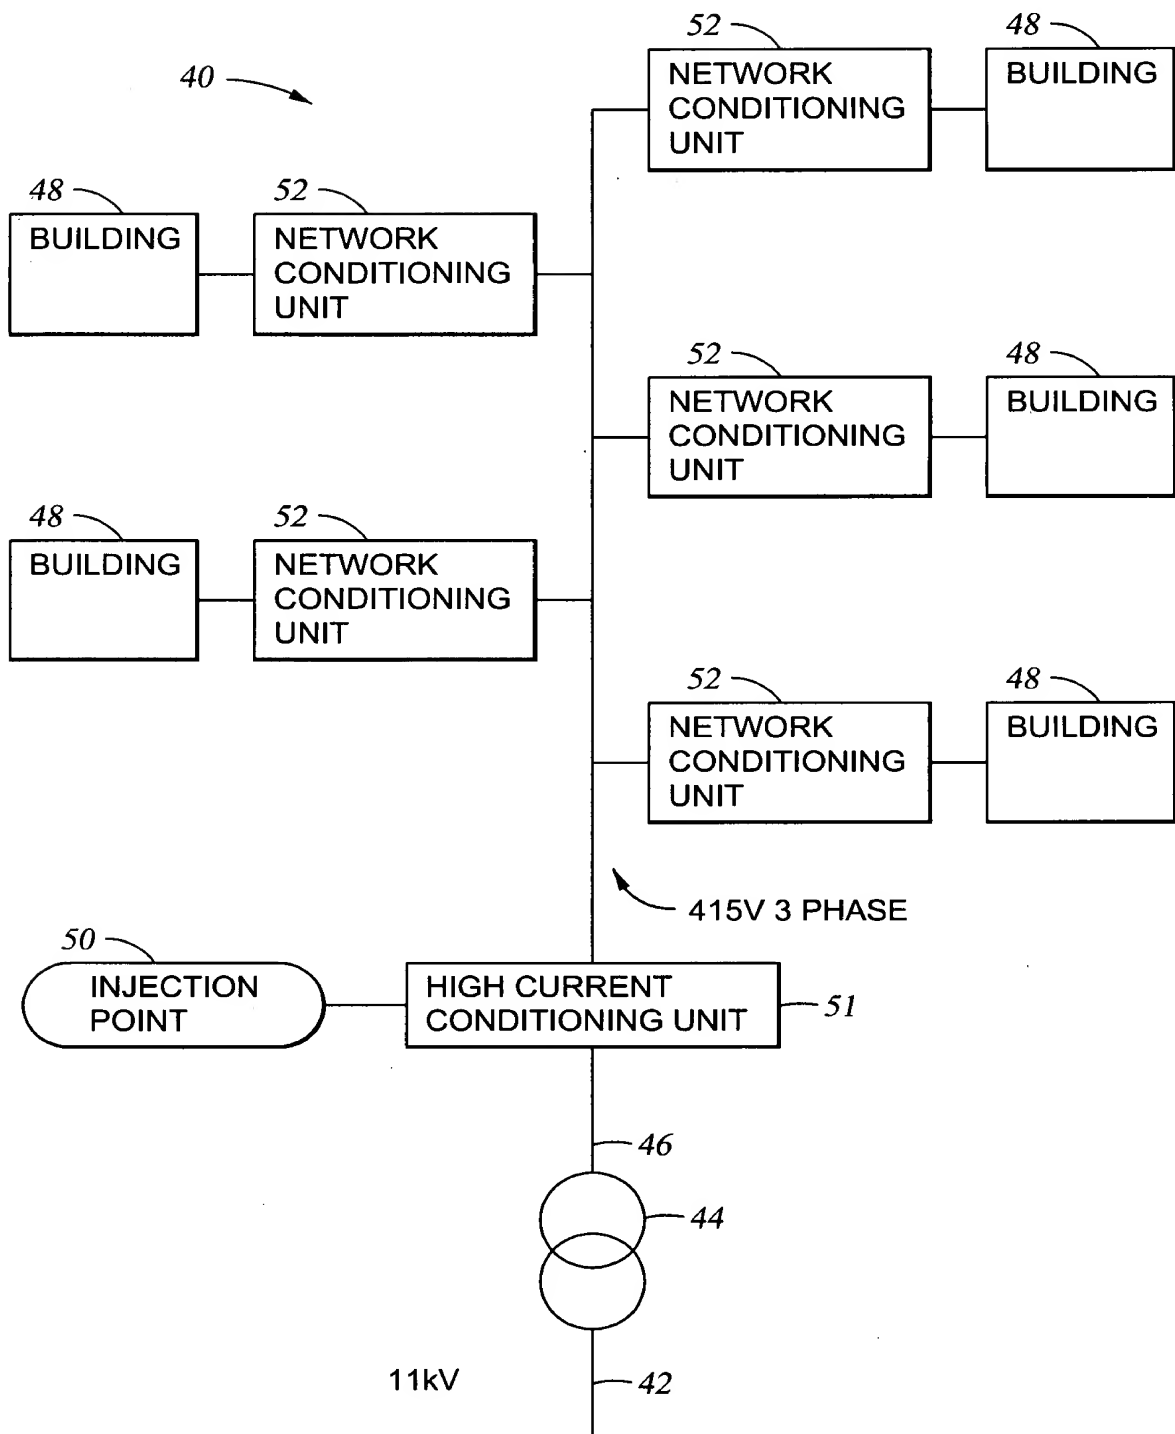 52
48
40
NETWORK
CONDITIONING
UNIT
BUILDING
48
52
BUILDING
NETWORK
CONDITIONING
UNIT
52
48
NETWORK
CONDITIONING
UNIT
BUILDING
48
52
BUILDING
NETWORK
CONDITIONING
UNIT
52
48
NETWORK
CONDITIONING
UNIT
BUILDING
415V 3 PHASE
50
INJECTION
POINT
HIGH CURRENT
CONDITIONING UNIT
51
46
44
11kV
42